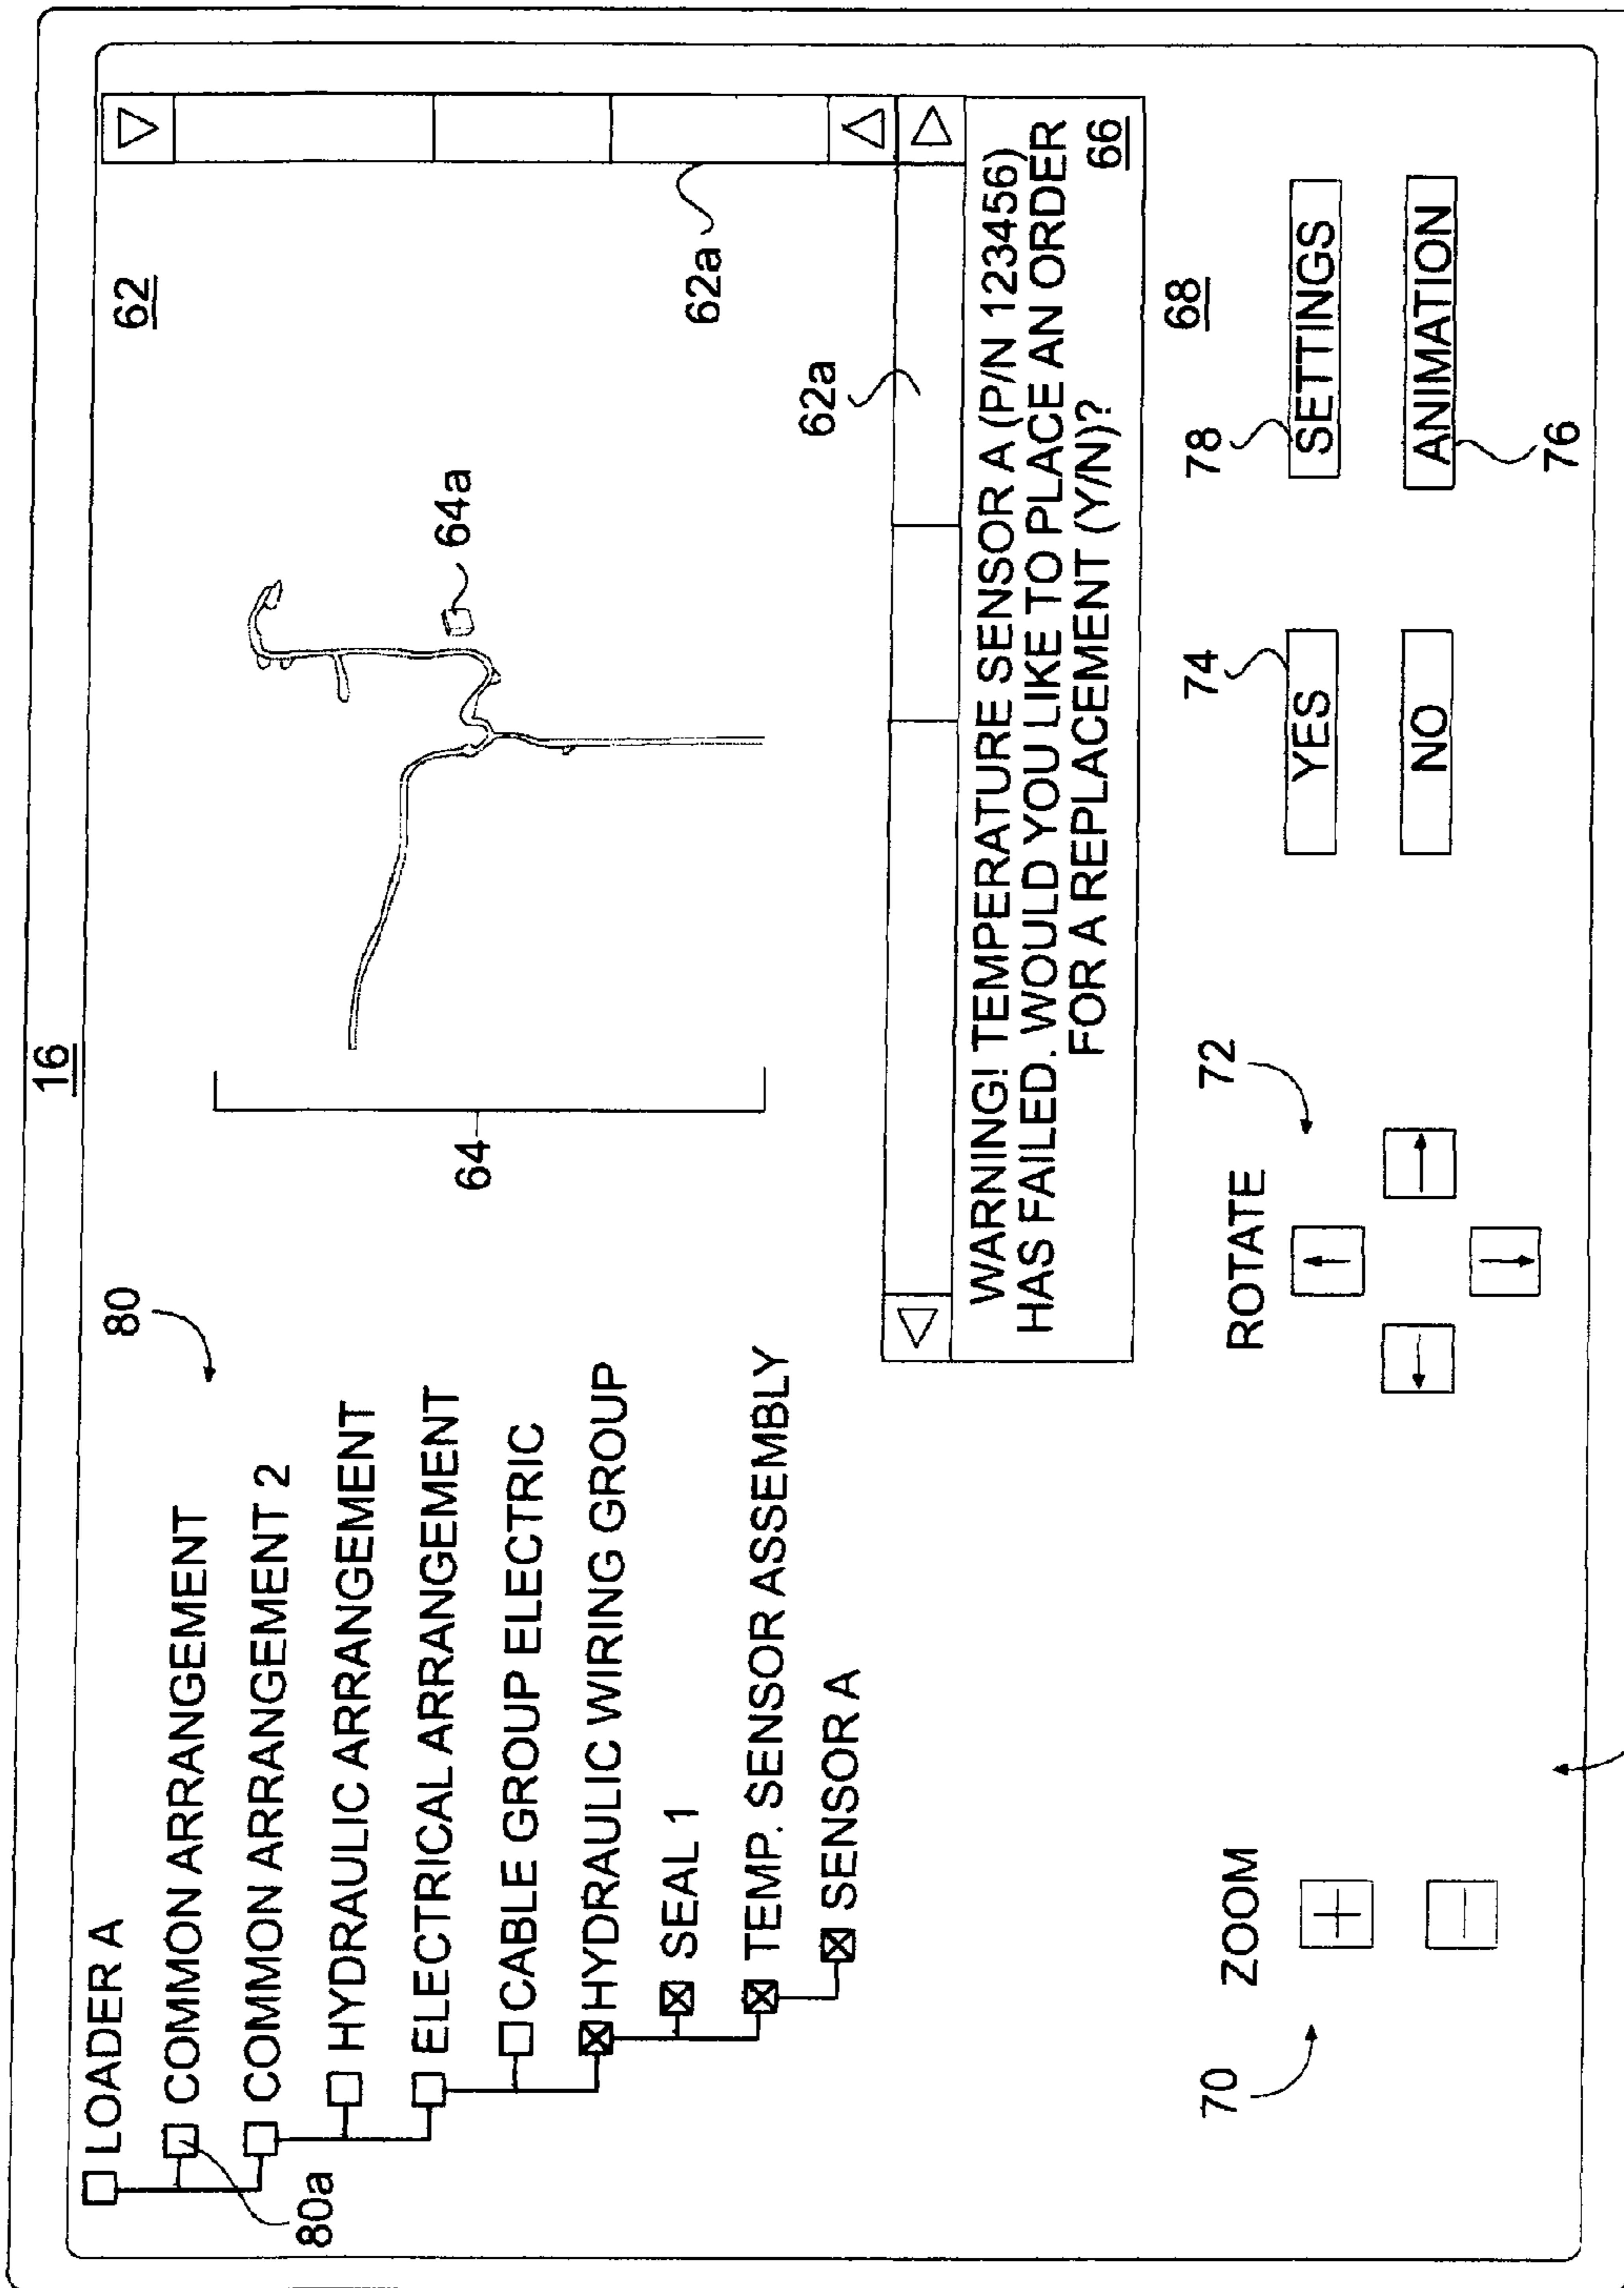 16
LOADER A
COMMON ARRANGEMENT
COMMON ARRANGEMENT 2
HYDRAULIC ARRANGEMENT
ELECTRICAL ARRANGEMENT
CABLE GROUP ELECTRIC
HYDRAULIC WIRING GROUP
SEAL 1
TEMP. SENSOR ASSEMBLY
SENSOR A
80
80a
62
64
64a
62a
62a
WARNING! TEMPERATURE SENSOR A (P/N 123456)
HAS FAILED. WOULD YOU LIKE TO PLACE AN ORDER
FOR A REPLACEMENT (Y/N)?
66
68
70
ZOOM
+
−
ROTATE
72
74
YES
NO
78
SETTINGS
ANIMATION
76